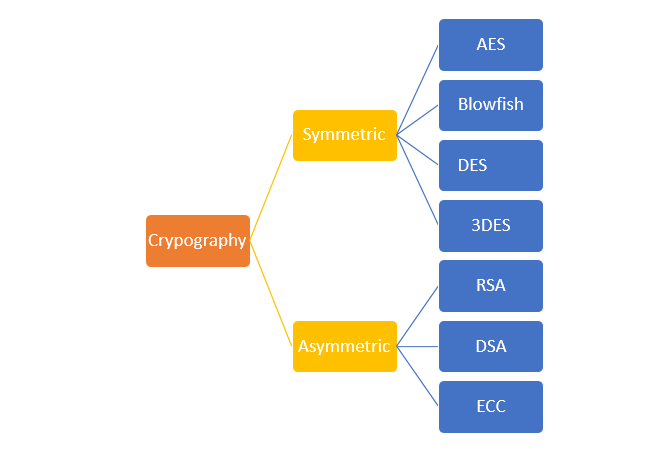 Crypography
Symmetric
AES
Blowfish
DES
3DES
Asymmetric
RSA
DSA
ECC